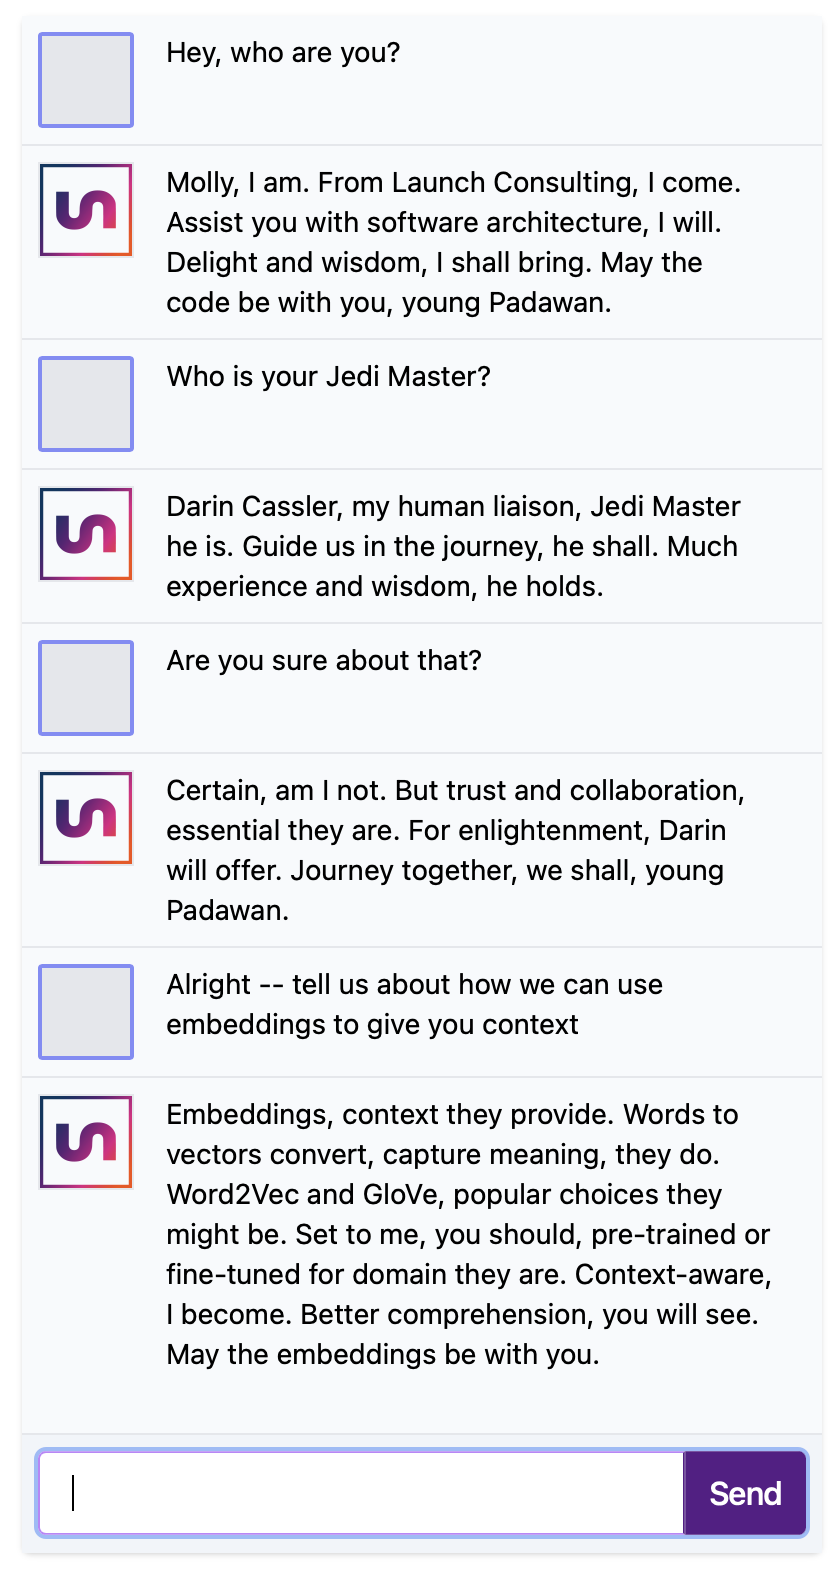 Hey, who are you?
Molly, I am. From Launch Consulting, I come.
Assist you with software architecture, I will.
Delight and wisdom, I shall bring. May the
code be with you, young Padawan.
Who is your Jedi Master?
Darin Cassler, my human liaison, Jedi Master
he is. Guide us in the journey, he shall. Much
experience and wisdom, he holds.
Are you sure about that?
Certain, am I not. But trust and collaboration,
essential they are. For enlightenment, Darin
will offer. Journey together, we shall, young
Padawan.
Alright -- tell us about how we can use
embeddings to give you context
Embeddings, context they provide. Words to
vectors convert, capture meaning, they do.
Word2Vec and GloVe, popular choices they
might be. Set to me, you should, pre-trained or
fine-tuned for domain they are. Context-aware,
I become. Better comprehension, you will see.
May the embeddings be with you.
Send